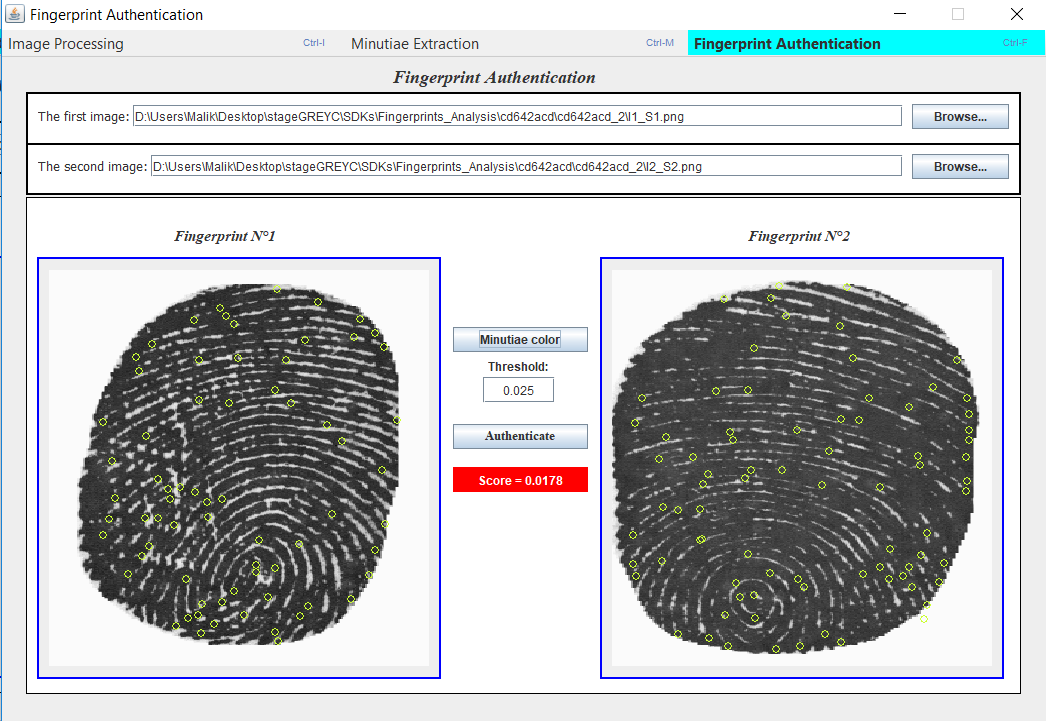 Fingerprint Authentication
Image Processing Ctrl-I Minutiae Extraction Ctrl-M Fingerprint Authentication Ctrl-F
Fingerprint Authentication
The first image: D:\Users\Malik\Desktop\stageGREYC\SDKs\Fingerprints_Analysis\cd642acd\cd642acd_2\I1_S1.png Browse...
The second image: D:\Users\Malik\Desktop\stageGREYC\SDKs\Fingerprints_Analysis\cd642acd\cd642acd_2\I2_S2.png Browse...
Fingerprint N°1 Fingerprint N°2
Minutiae color
Threshold:
0.025
Authenticate
Score = 0.0178